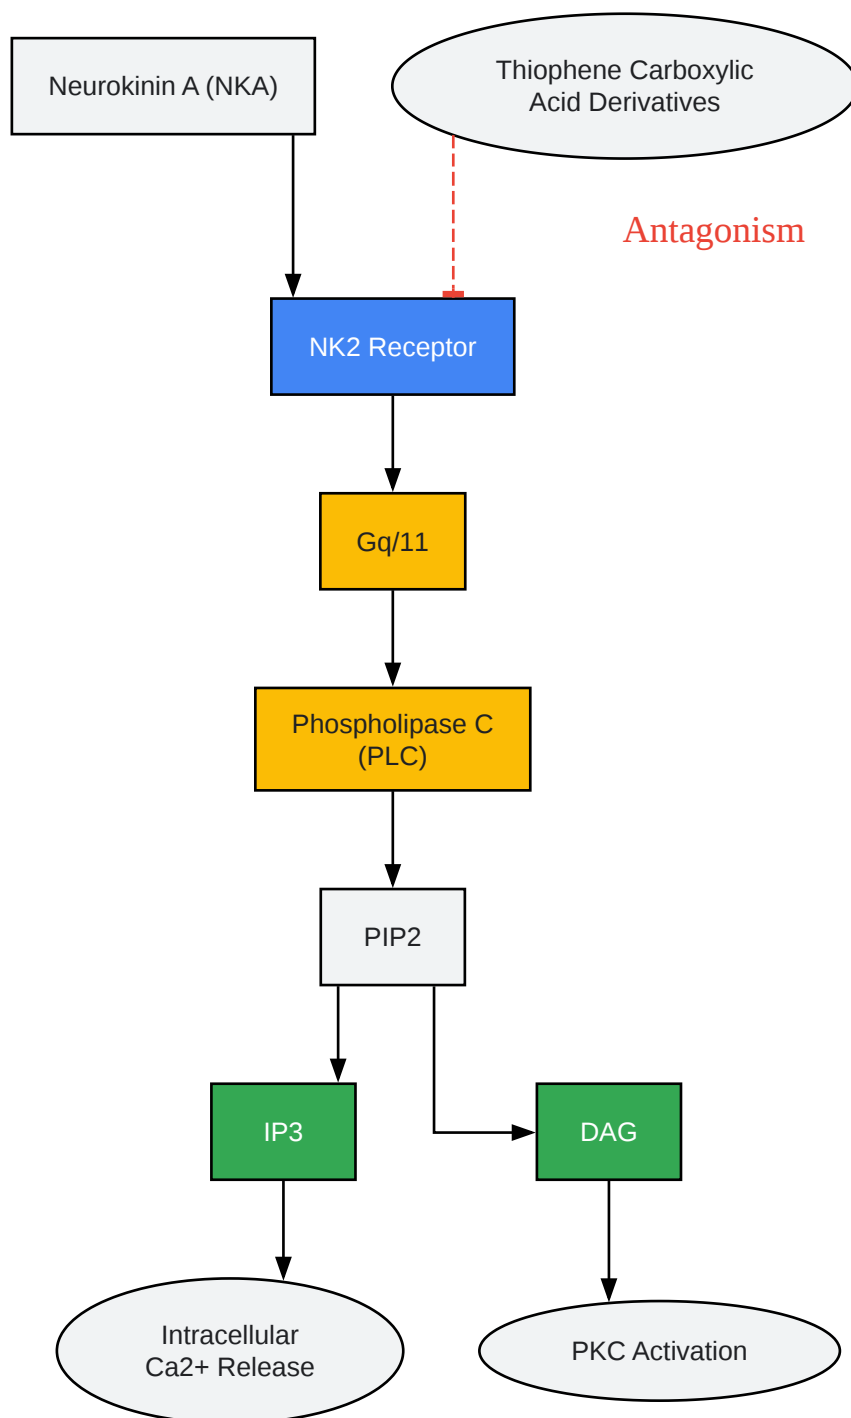 Neurokinin A (NKA)
Thiophene Carboxylic
Acid Derivatives
Antagonism
NK2 Receptor
Gq/11
Phospholipase C
(PLC)
PIP2
IP3
DAG
Intracellular
Ca2+ Release
PKC Activation